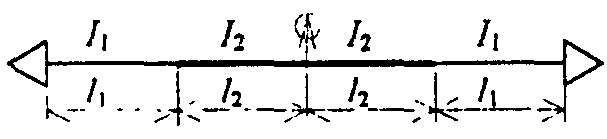 I₁ I₂ I₂ I₁
l₁ l₂ l₂ l₁